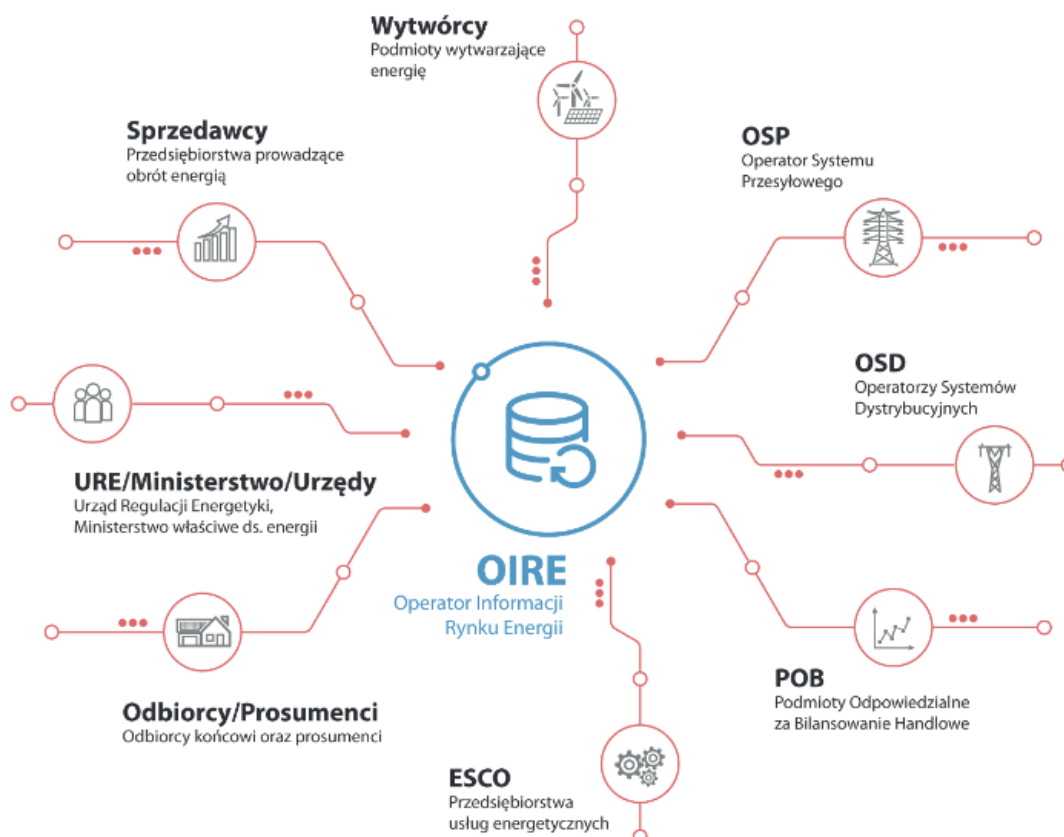 Wytwórcy
Podmioty wytwarzające
energię
Sprzedawcy
Przedsiębiorstwa prowadzące
obrót energią
OSP
Operator Systemu
Przesyłowego
OSD
Operatorzy Systemów
Dystrybucyjnych
URE/Ministerstwo/Urzędy
Urząd Regulacji Energetyki,
Ministerstwo właściwe ds. energii
OIRE
Operator Informacji
Rynku Energii
POB
Podmioty Odpowiedzialne
za Bilansowanie Handlowe
Odbiorcy/Prosumenci
Odbiorcy końcowi oraz prosumenci
ESCO
Przedsiębiorstwa
usług energetycznych